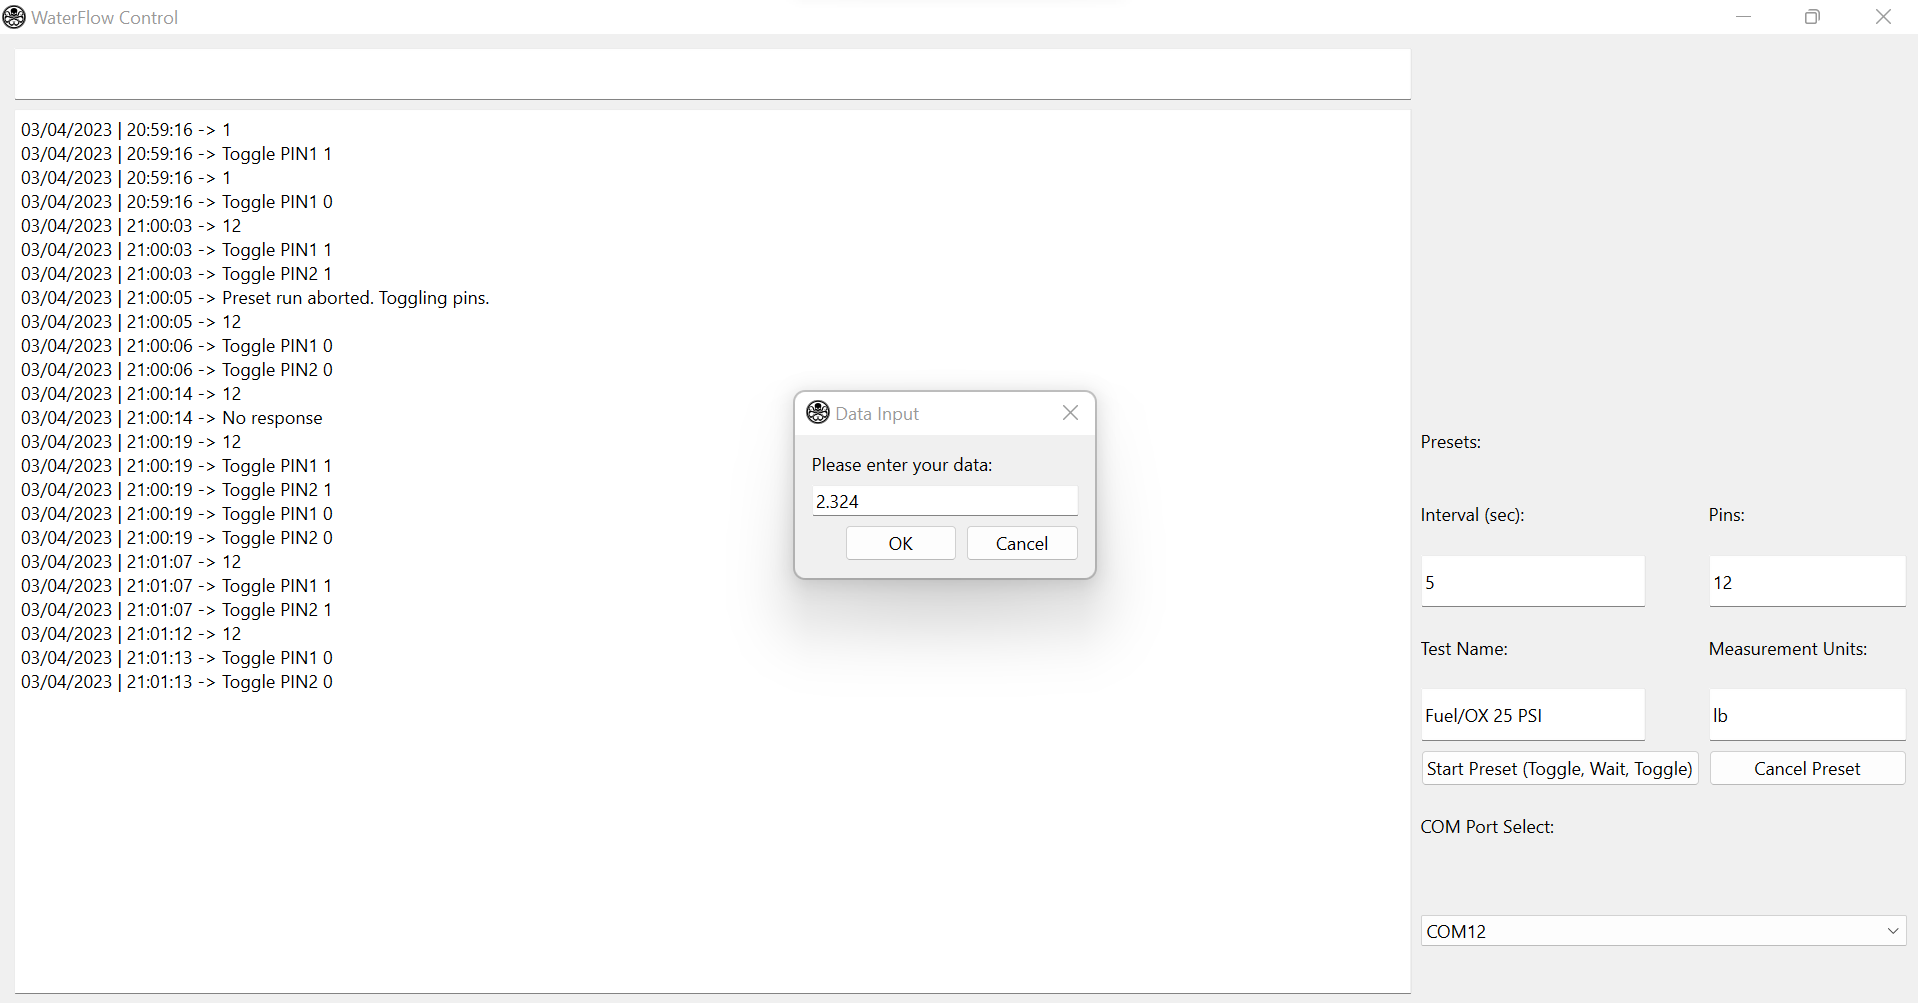 WaterFlow Control
03/04/2023 | 20:59:16 -> 1
03/04/2023 | 20:59:16 -> Toggle PIN1 1
03/04/2023 | 20:59:16 -> 1
03/04/2023 | 20:59:16 -> Toggle PIN1 0
03/04/2023 | 21:00:03 -> 12
03/04/2023 | 21:00:03 -> Toggle PIN1 1
03/04/2023 | 21:00:03 -> Toggle PIN2 1
03/04/2023 | 21:00:05 -> Preset run aborted. Toggling pins.
03/04/2023 | 21:00:05 -> 12
03/04/2023 | 21:00:06 -> Toggle PIN1 0
03/04/2023 | 21:00:06 -> Toggle PIN2 0
03/04/2023 | 21:00:14 -> 12
03/04/2023 | 21:00:14 -> No response
03/04/2023 | 21:00:19 -> 12
03/04/2023 | 21:00:19 -> Toggle PIN1 1
03/04/2023 | 21:00:19 -> Toggle PIN2 1
03/04/2023 | 21:00:19 -> Toggle PIN1 0
03/04/2023 | 21:00:19 -> Toggle PIN2 0
03/04/2023 | 21:01:07 -> 12
03/04/2023 | 21:01:07 -> Toggle PIN1 1
03/04/2023 | 21:01:07 -> Toggle PIN2 1
03/04/2023 | 21:01:12 -> 12
03/04/2023 | 21:01:13 -> Toggle PIN1 0
03/04/2023 | 21:01:13 -> Toggle PIN2 0
Data Input
Please enter your data:
2.324
OK Cancel
Presets:
Interval (sec): Pins:
5 12
Test Name: Measurement Units:
Fuel/OX 25 PSI lb
Start Preset (Toggle, Wait, Toggle) Cancel Preset
COM Port Select:
COM12